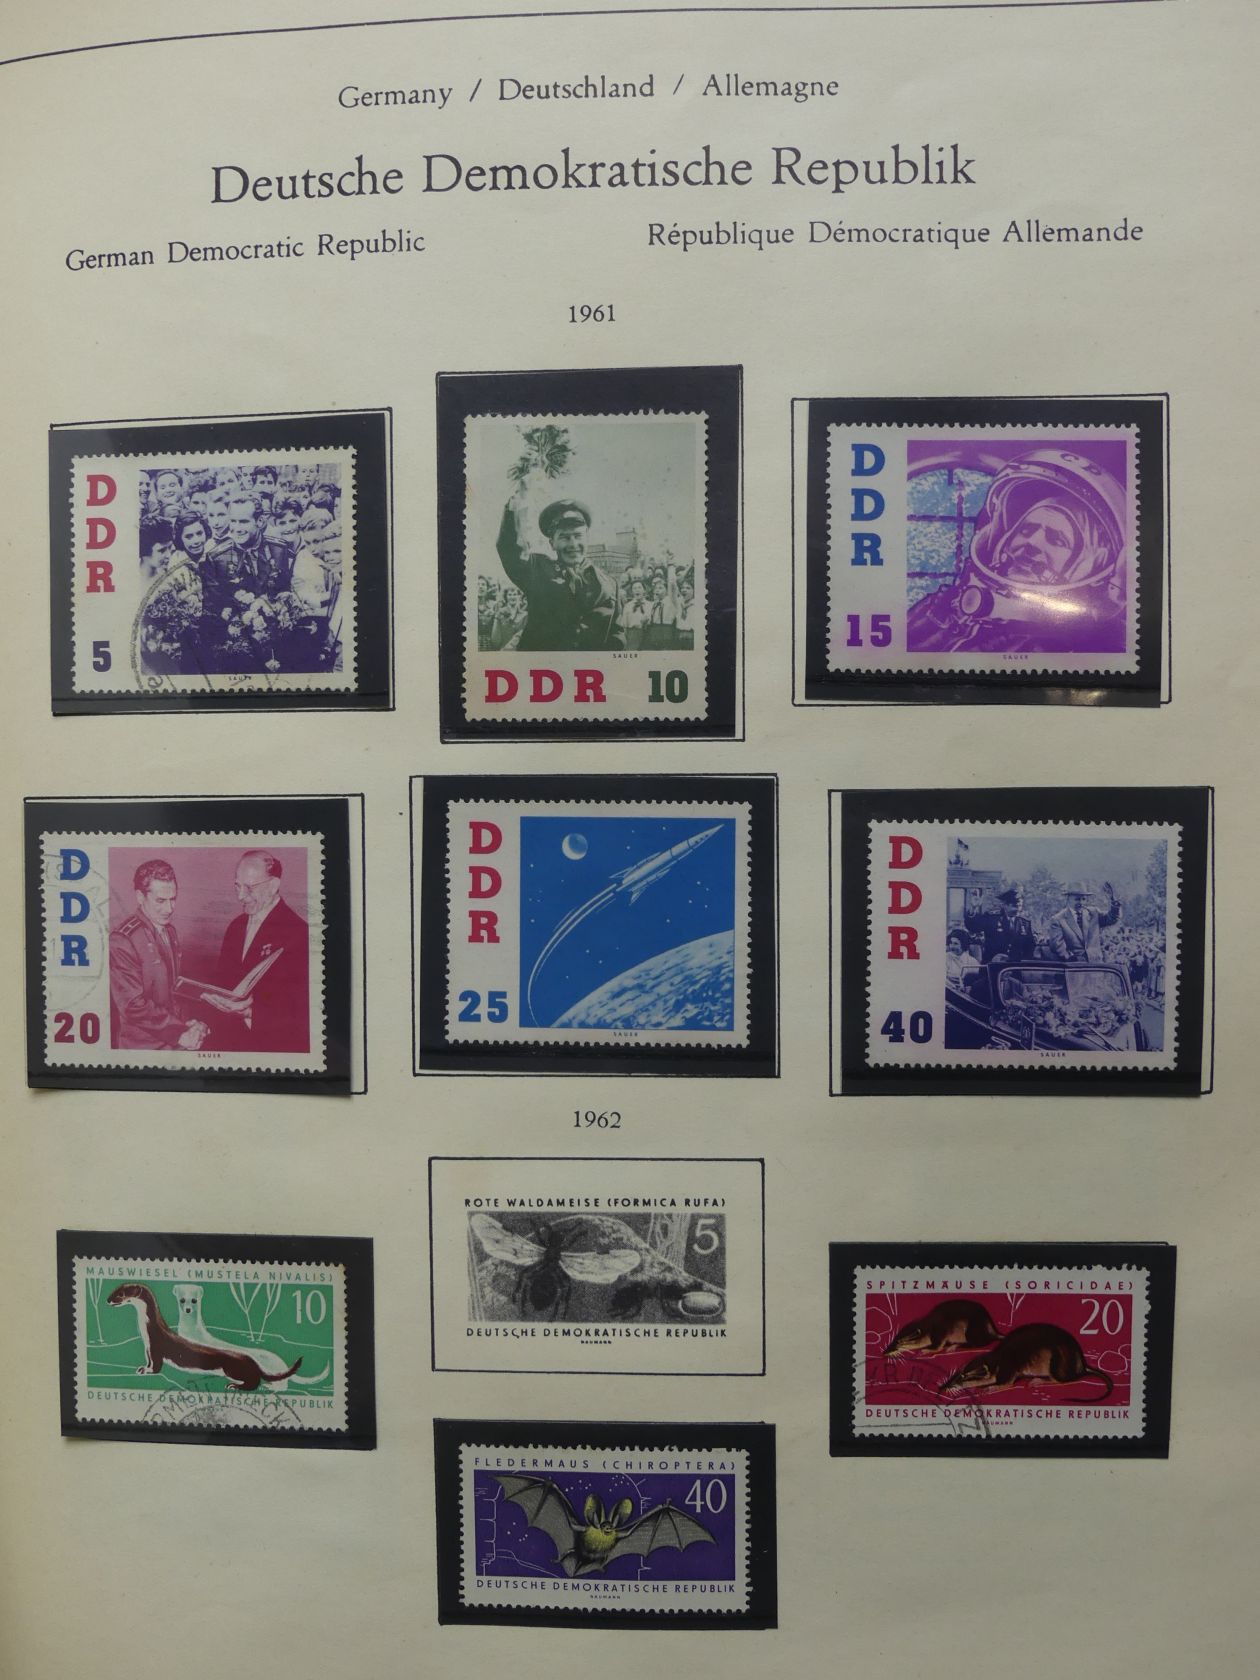 Germany / Deutschland / Allemagne
Deutsche Demokratische Republik
German Democratic Republic
République Démocratique Allemande
1961
DDR
5
SAUER
DDR 10
SAUER
DDR
15
SAUER
DDR
20
SAUER
DDR
25
SAUER
DDR
40
SAUER
1962
ROTE WALDAMEISE (FORMICA RUFA)
5
DEUTSCHE DEMOKRATISCHE REPUBLIK
BAUMANN
MAUSWIESEL (MUSTELA NIVALIS)
10
DEUTSCHE DEMOKRATISCHE REPUBLIK
SPITZMÄUSE (SORICIDAE)
20
DEUTSCHE DEMOKRATISCHE REPUBLIK
BAUMANN
FLEDERMAUS (CHIROPTERA)
40
DEUTSCHE DEMOKRATISCHE REPUBLIK
BAUMANN